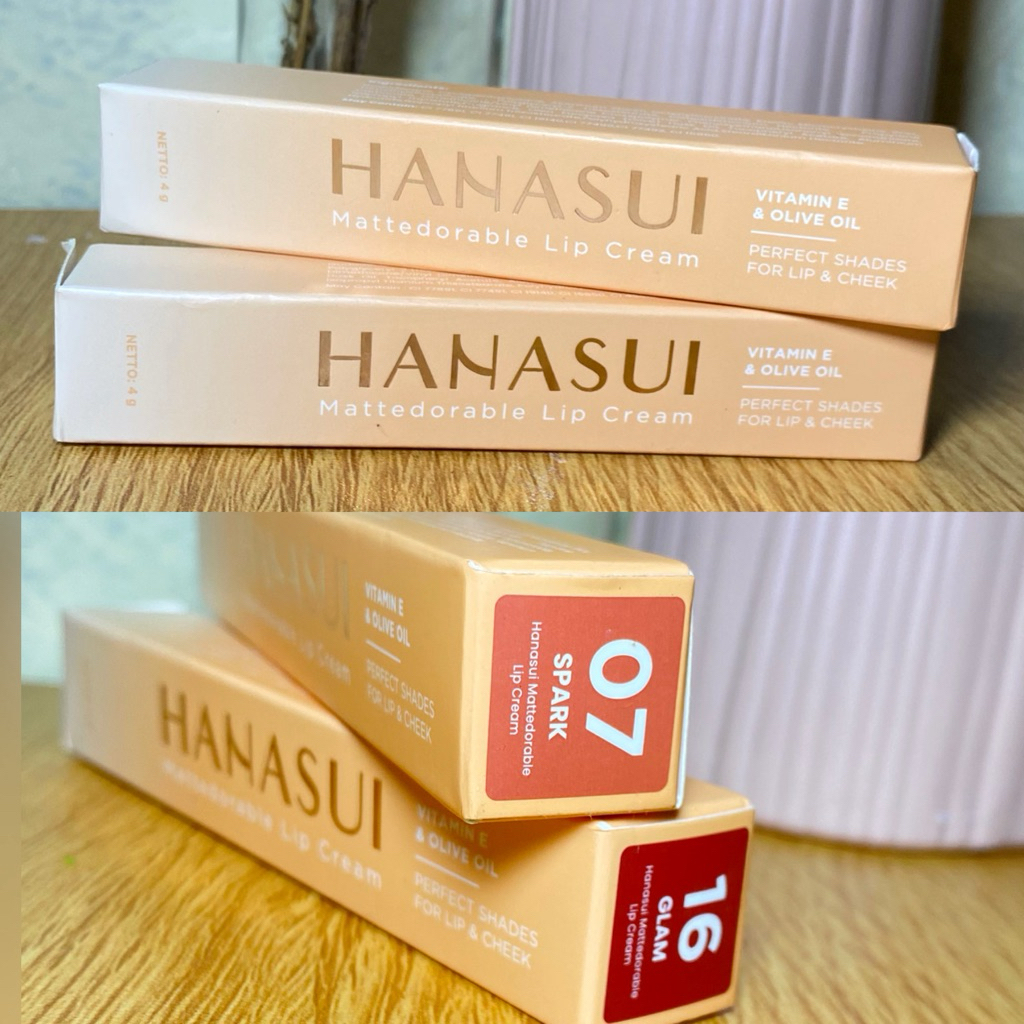 NETTO: 4 g
HANASUI
Mattedorable Lip Cream
VITAMIN E
& OLIVE OIL
PERFECT SHADES
FOR LIP & CHEEK
NETTO: 4 g
HANASUI
Mattedorable Lip Cream
VITAMIN E
& OLIVE OIL
PERFECT SHADES
FOR LIP & CHEEK
HANASUI
Lip Cream
VITAMIN E
& OLIVE OIL
PERFECT SHADES
FOR LIP & CHEEK
07
SPARK
Hanasui Mattedorable
Lip Cream
HANASUI
Mattedorable Lip Cream
VITAMIN E
& OLIVE OIL
PERFECT SHADES
FOR LIP & CHEEK
16
GLAM
Hanasui Mattedorable
Lip Cream